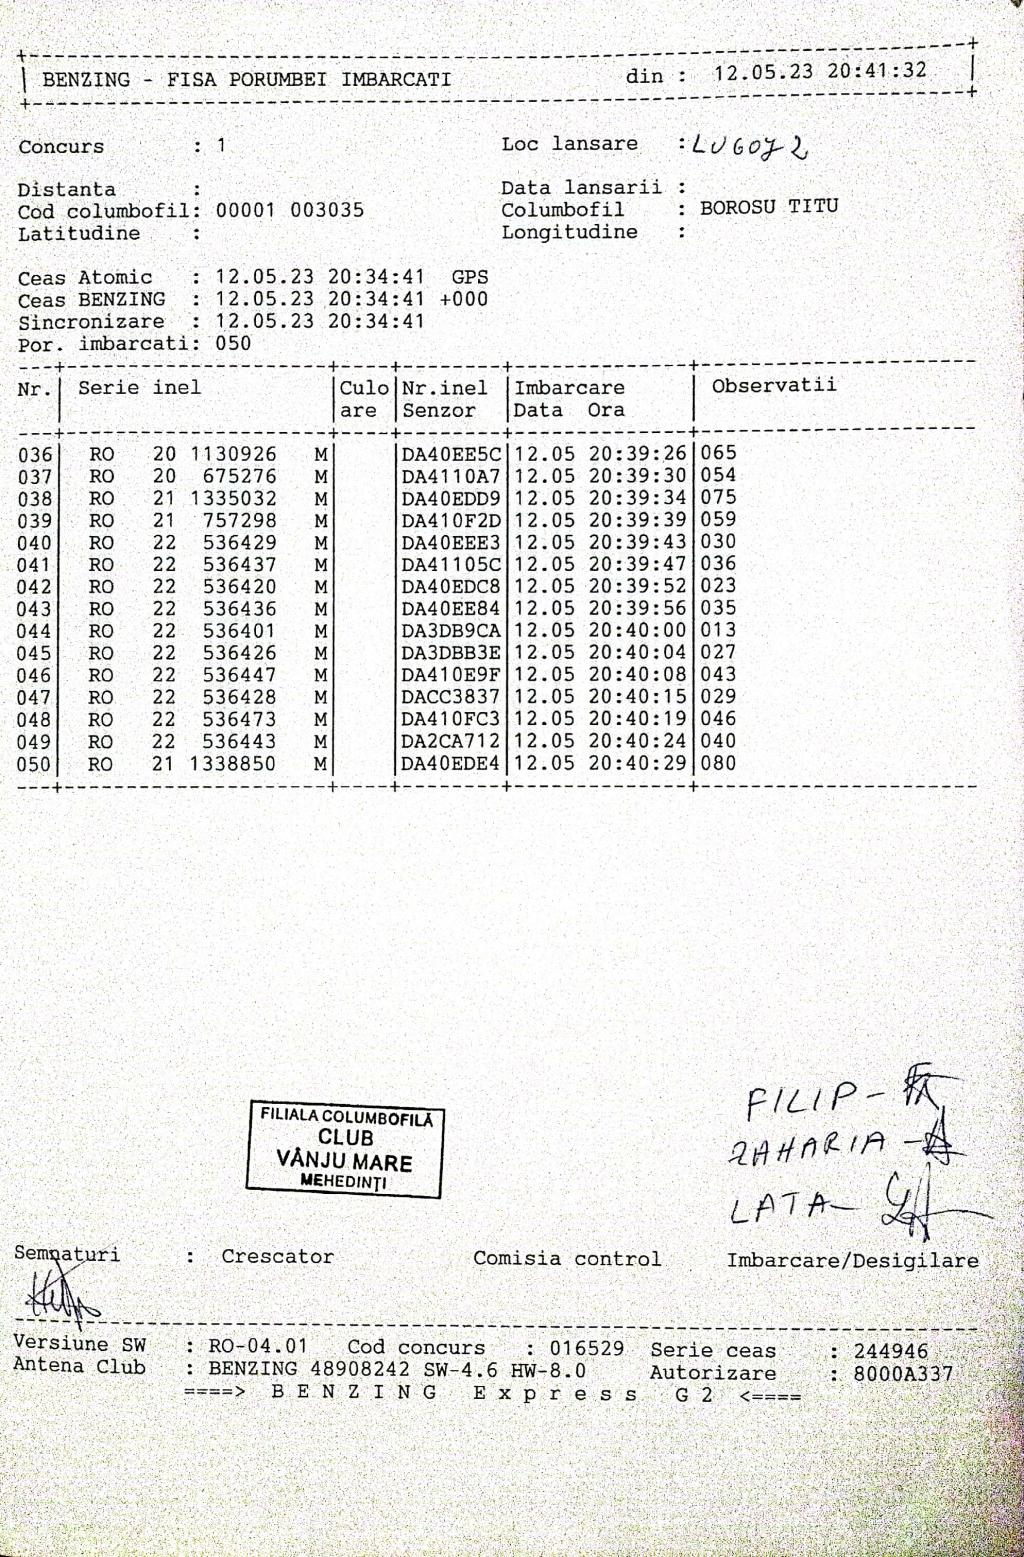 BENZING - FISA PORUMBEI IMBARCATI din : 12.05.23 20:41:32
Concurs : 1 Loc lansare : LUGOJ 2
Distanta : Data lansarii :
Cod columbofil: 00001 003035 Columbofil : BOROSU TITU
Latitudine : Longitudine :
Ceas Atomic : 12.05.23 20:34:41 GPS
Ceas BENZING : 12.05.23 20:34:41 +000
Sincronizare : 12.05.23 20:34:41
Por. imbarcati: 050
Nr.| Serie inel |Culo|Nr.inel |Imbarcare | Observatii
|are |Senzor |Data Ora |
036| RO 20 1130926 M| |DA40EE5C|12.05 20:39:26|065
037| RO 20 675276 M| |DA4110A7|12.05 20:39:30|054
038| RO 21 1335032 M| |DA40EDD9|12.05 20:39:34|075
039| RO 21 757298 M| |DA410F2D|12.05 20:39:39|059
040| RO 22 536429 M| |DA40EEE3|12.05 20:39:43|030
041| RO 22 536437 M| |DA41105C|12.05 20:39:47|036
042| RO 22 536420 M| |DA40EDC8|12.05 20:39:52|023
043| RO 22 536436 M| |DA40EE84|12.05 20:39:56|035
044| RO 22 536401 M| |DA3DB9CA|12.05 20:40:00|013
045| RO 22 536426 M| |DA3DBB3E|12.05 20:40:04|027
046| RO 22 536447 M| |DA410E9F|12.05 20:40:08|043
047| RO 22 536428 M| |DACC3837|12.05 20:40:15|029
048| RO 22 536473 M| |DA410FC3|12.05 20:40:19|046
049| RO 22 536443 M| |DA2CA712|12.05 20:40:24|040
050| RO 21 1338850 M| |DA40EDE4|12.05 20:40:29|080
FILIALA COLUMBOFILĂ
CLUB
VÂNJU MARE
MEHEDINȚI
FILIP -
ZAHARIA -
LATA -
Semnaturi : Crescator Comisia control Imbarcare/Desigilare
Versiune SW : RO-04.01 Cod concurs : 016529 Serie ceas : 244946
Antena Club : BENZING 48908242 SW-4.6 HW-8.0 Autorizare : 8000A337
====> B E N Z I N G E x p r e s s G 2 <====